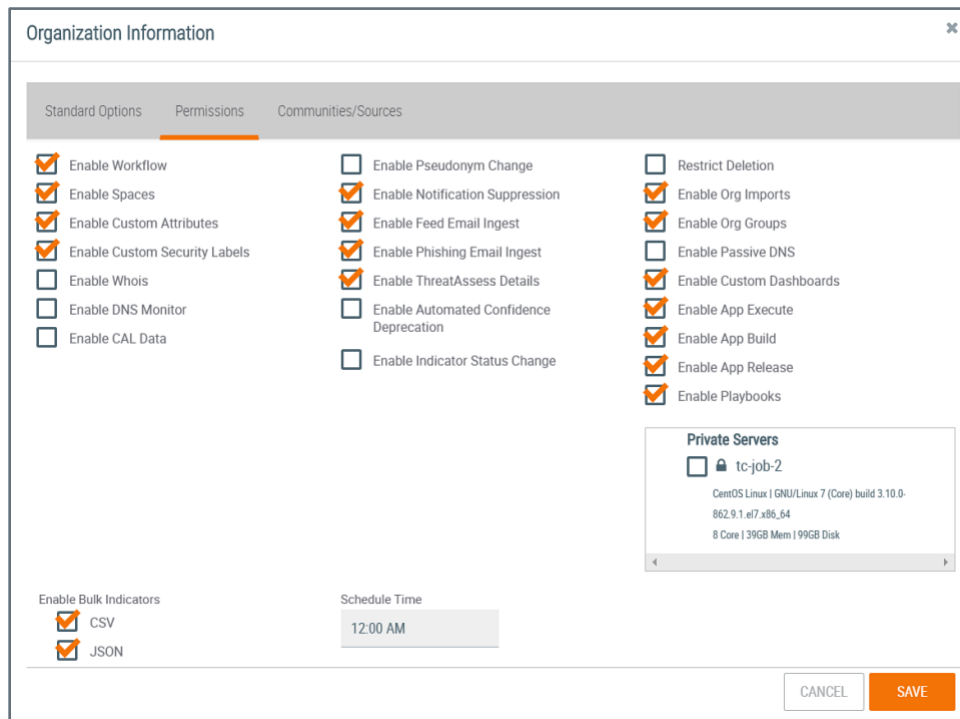 Organization Information
Standard Options
Permissions
Communities/Sources
Enable Workflow
Enable Spaces
Enable Custom Attributes
Enable Custom Security Labels
Enable Whois
Enable DNS Monitor
Enable CAL Data
Enable Pseudonym Change
Enable Notification Suppression
Enable Feed Email Ingest
Enable Phishing Email Ingest
Enable ThreatAssess Details
Enable Automated Confidence
Deprecation
Enable Indicator Status Change
Restrict Deletion
Enable Org Imports
Enable Org Groups
Enable Passive DNS
Enable Custom Dashboards
Enable App Execute
Enable App Build
Enable App Release
Enable Playbooks
Private Servers
tc-job-2
CentOS Linux | GNU/Linux 7 (Core) build 3.10.0-
862.9.1.el7.x86_64
8 Core | 39GB Mem | 99GB Disk
Enable Bulk Indicators
CSV
JSON
Schedule Time
12:00 AM
CANCEL
SAVE